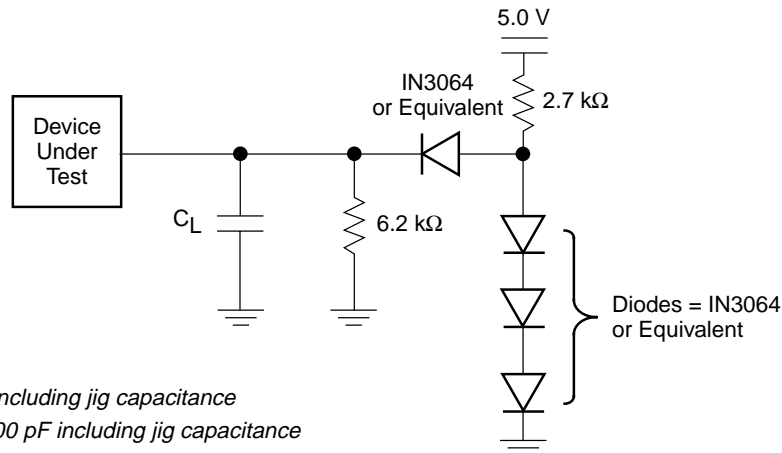 5.0 V
IN3064
or Equivalent
2.7 kΩ
Device
Under
Test
CL
6.2 kΩ
Diodes = IN3064
or Equivalent
including jig capacitance
00 pF including jig capacitance